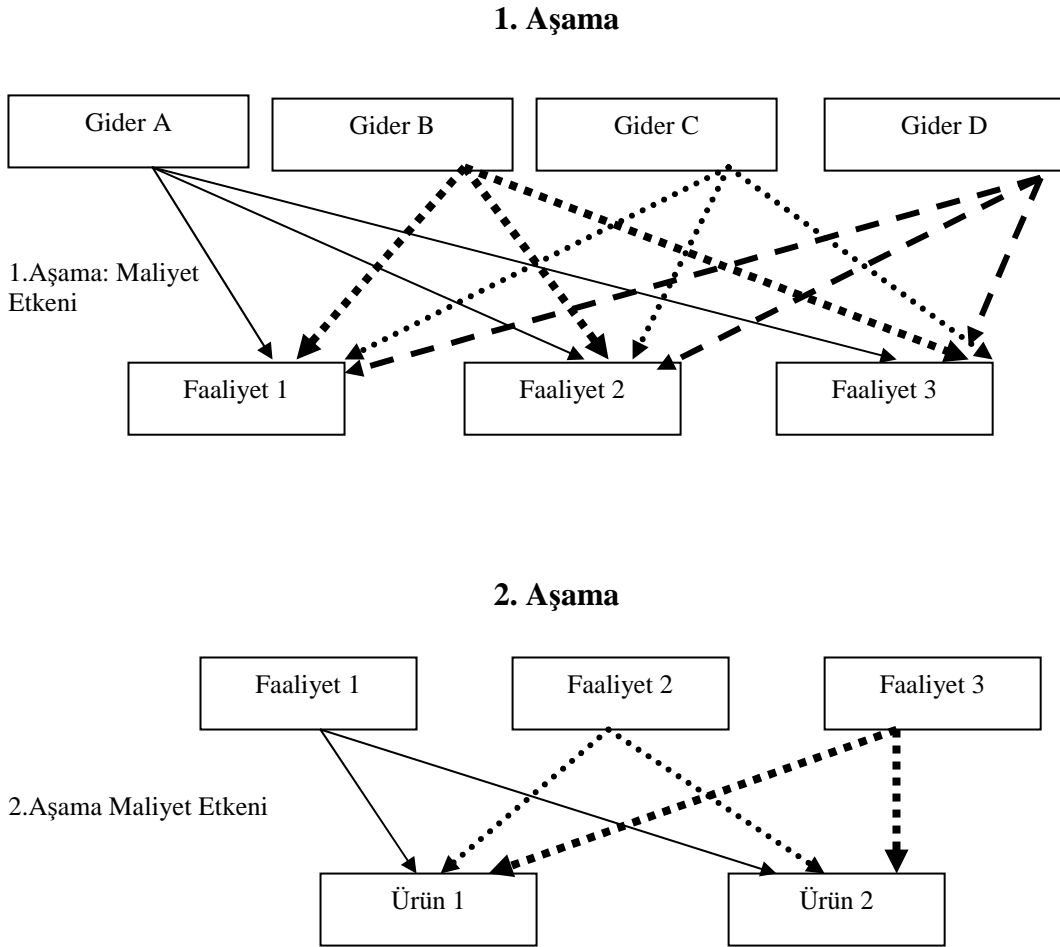 1. Aşama
Gider A
Gider B
Gider C
Gider D
1.Aşama: Maliyet
Etkeni
Faaliyet 1
Faaliyet 2
Faaliyet 3
2. Aşama
Faaliyet 1
Faaliyet 2
Faaliyet 3
2.Aşama Maliyet Etkeni
Ürün 1
Ürün 2